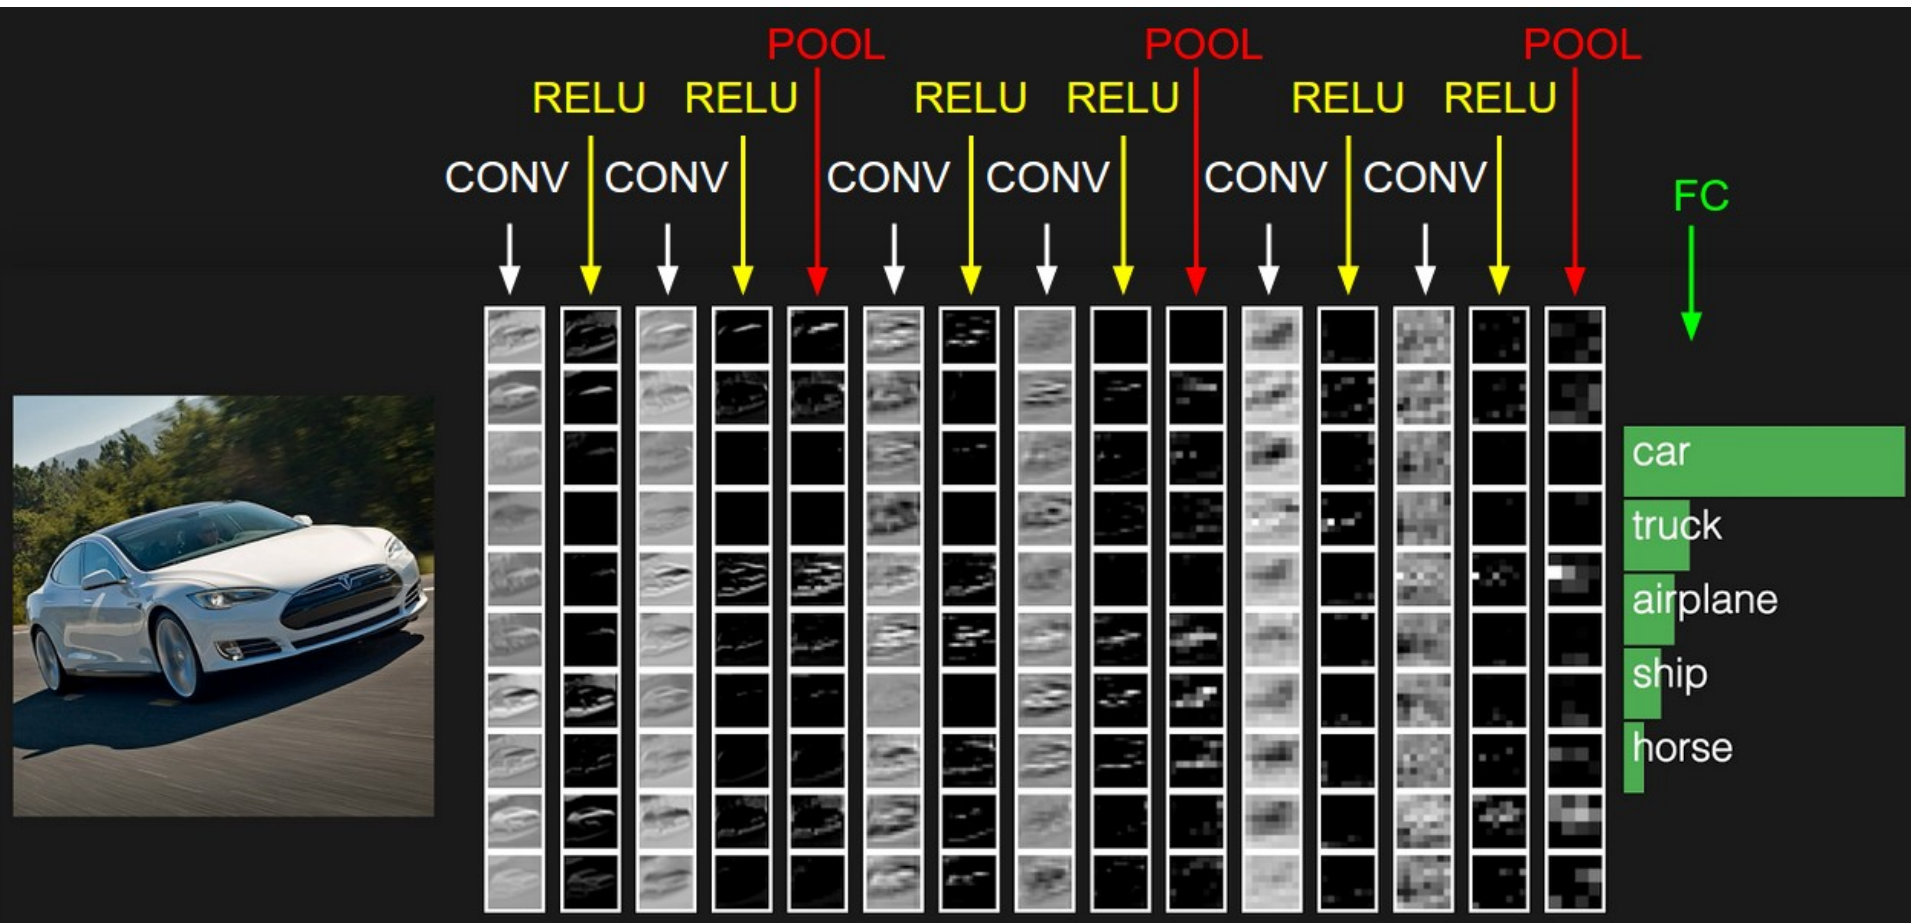 POOL POOL POOL
RELU RELU RELU RELU RELU RELU
CONV CONV CONV CONV CONV CONV
FC
car
truck
airplane
ship
horse